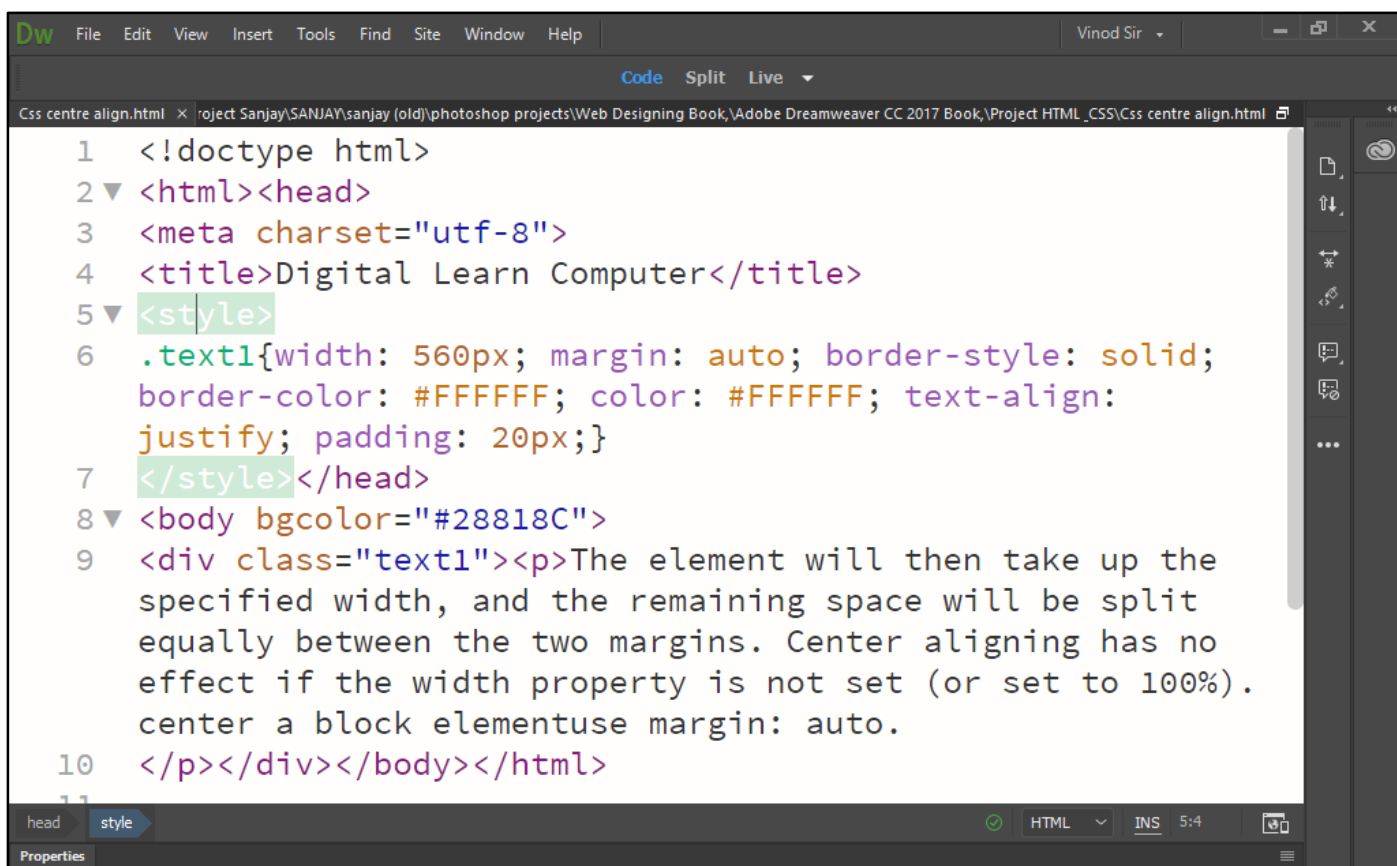 Dw File Edit View Insert Tools Find Site Window Help Vinod Sir
Code Split Live
Css centre align.html × roject Sanjay\SANJAY\sanjay (old)\photoshop projects\Web Designing Book,\Adobe Dreamweaver CC 2017 Book,\Project HTML_CSS\Css centre align.html
1 <!doctype html>
2 <html><head>
3 <meta charset="utf-8">
4 <title>Digital Learn Computer</title>
5 <style>
6 .text1{width: 560px; margin: auto; border-style: solid;
border-color: #FFFFFF; color: #FFFFFF; text-align:
justify; padding: 20px;}
7 </style></head>
8 <body bgcolor="#28818C">
9 <div class="text1"><p>The element will then take up the
specified width, and the remaining space will be split
equally between the two margins. Center aligning has no
effect if the width property is not set (or set to 100%).
center a block elementuse margin: auto.
10 </p></div></body></html>
11
head style HTML INS 5:4
Properties